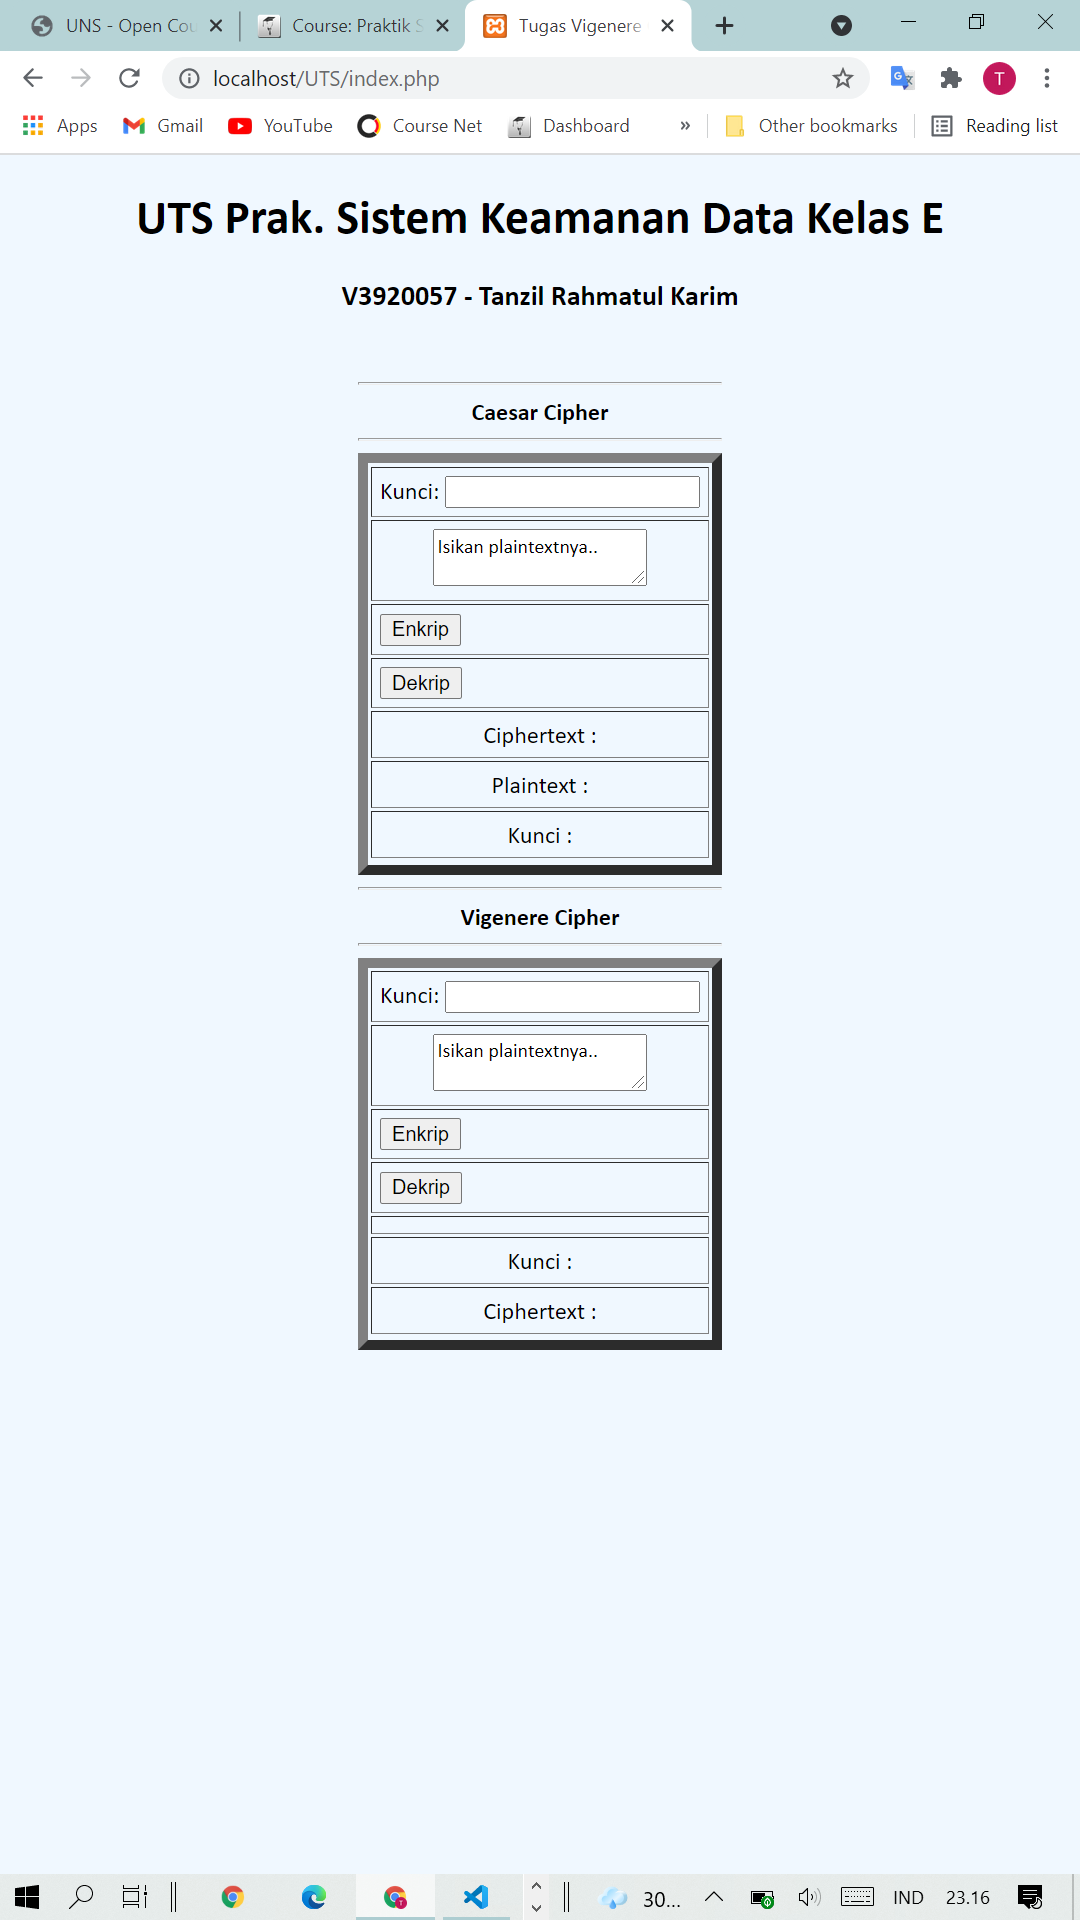 UNS - Open Cou
Course: Praktik S
Tugas Vigenere
localhost/UTS/index.php
T
Apps
Gmail
YouTube
Course Net
Dashboard
»
Other bookmarks
Reading list
UTS Prak. Sistem Keamanan Data Kelas E
V3920057 - Tanzil Rahmatul Karim
Caesar Cipher
Kunci:
Isikan plaintextnya..
Enkrip
Dekrip
Ciphertext :
Plaintext :
Kunci :
Vigenere Cipher
Kunci:
Isikan plaintextnya..
Enkrip
Dekrip
Kunci :
Ciphertext :
30...
IND
23.16